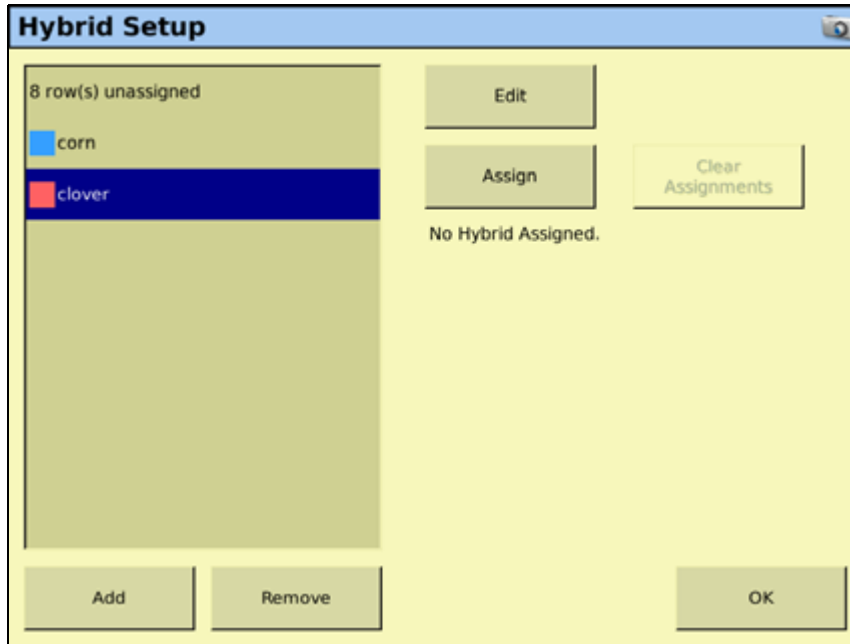 Hybrid Setup
8 row(s) unassigned
corn
clover
Edit
Assign
Clear
Assignments
No Hybrid Assigned.
Add
Remove
OK